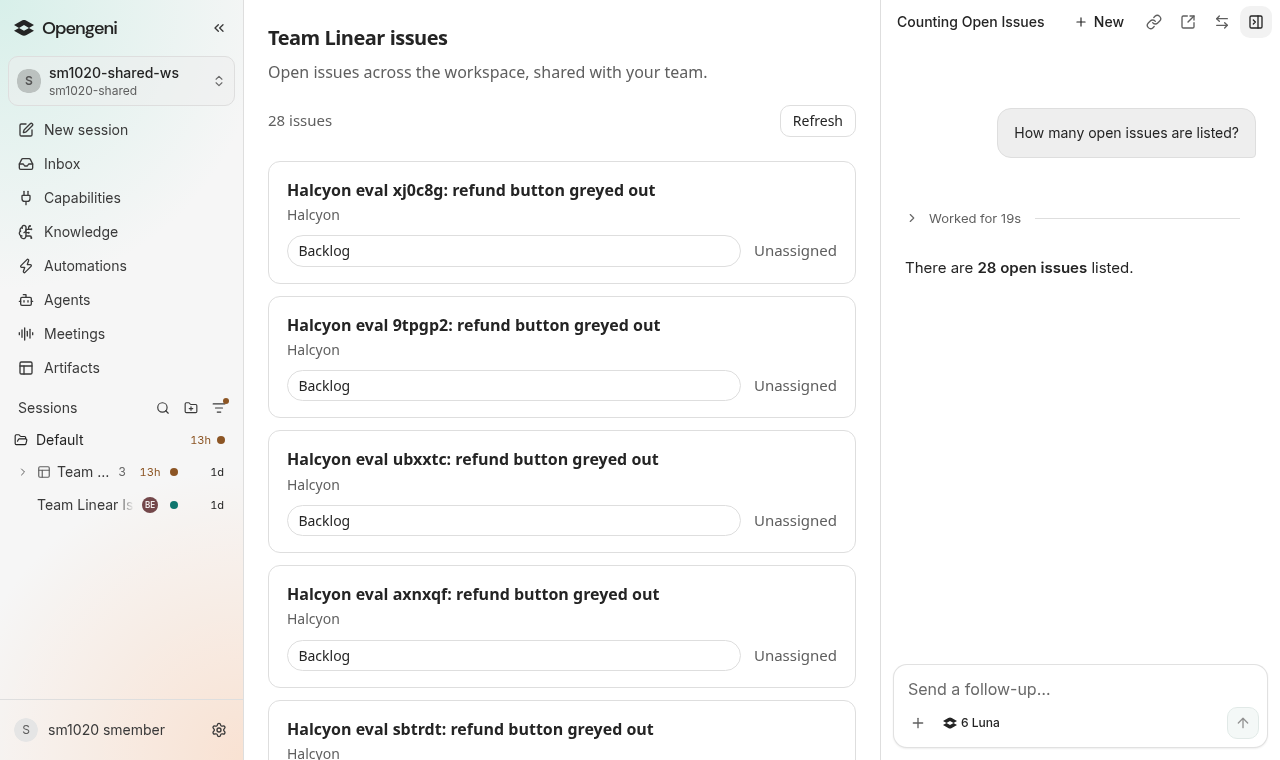 Opengeni
S
sm1020-shared-ws
sm1020-shared
New session
Inbox
Capabilities
Knowledge
Automations
Agents
Meetings
Artifacts
Sessions
Default
13h
Team ...
3
13h
1d
Team Linear Is
BE
1d
S
sm1020 smember
Team Linear issues
Open issues across the workspace, shared with your team.
28 issues
Refresh
Halcyon eval xj0c8g: refund button greyed out
Halcyon
Backlog
Unassigned
Halcyon eval 9tpgp2: refund button greyed out
Halcyon
Backlog
Unassigned
Halcyon eval ubxxtc: refund button greyed out
Halcyon
Backlog
Unassigned
Halcyon eval axnxqf: refund button greyed out
Halcyon
Backlog
Unassigned
Halcyon eval sbtrdt: refund button greyed out
Halcyon
Counting Open Issues
New
How many open issues are listed?
Worked for 19s
There are 28 open issues listed.
Send a follow-up...
6 Luna